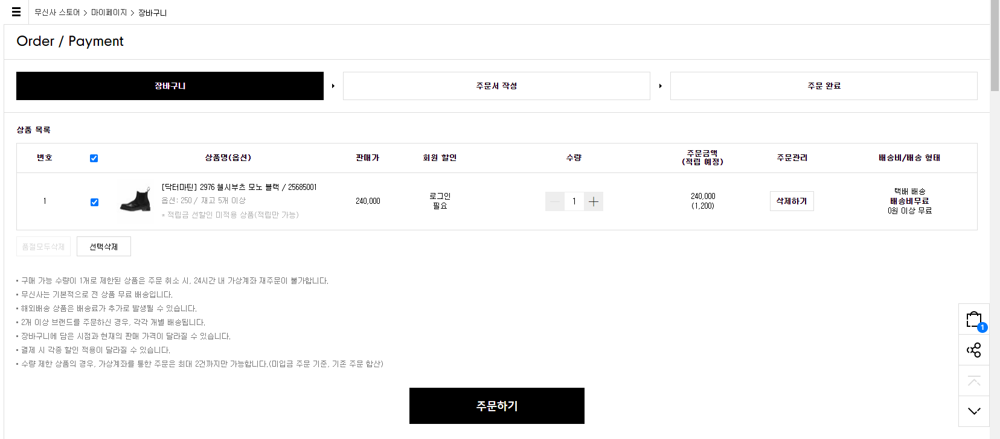 무신사 스토어 > 마이페이지 > 장바구니
Order / Payment
장바구니
주문서 작성
주문 완료
상품 목록
번호
상품명(옵션)
판매가
회원 할인
수량
주문금액
(적립 예정)
주문관리
배송비/배송 형태
1
[닥터마틴] 2976 첼시부츠 모노 블랙 / 25685001
옵션: 250 / 재고 5개 이상
* 적립금 선할인 미적용 상품(적립만 가능)
240,000
로그인
필요
1
240,000
(1,200)
삭제하기
택배 배송
배송비무료
0원 이상 무료
품절모두삭제
선택삭제
• 구매 가능 수량이 1개로 제한된 상품은 주문 취소 시, 24시간 내 가상계좌 재주문이 불가합니다.
• 무신사는 기본적으로 전 상품 무료 배송입니다.
• 해외배송 상품은 배송료가 추가로 발생될 수 있습니다.
• 2개 이상 브랜드를 주문하신 경우, 각각 개별 배송됩니다.
• 장바구니에 담은 시점과 현재의 판매 가격이 달라질 수 있습니다.
• 결제 시 각종 할인 적용이 달라질 수 있습니다.
• 수량 제한 상품의 경우, 가상계좌를 통한 주문은 최대 2건까지만 가능합니다.(미입금 주문 기준, 기존 주문 합산)
1
주문하기